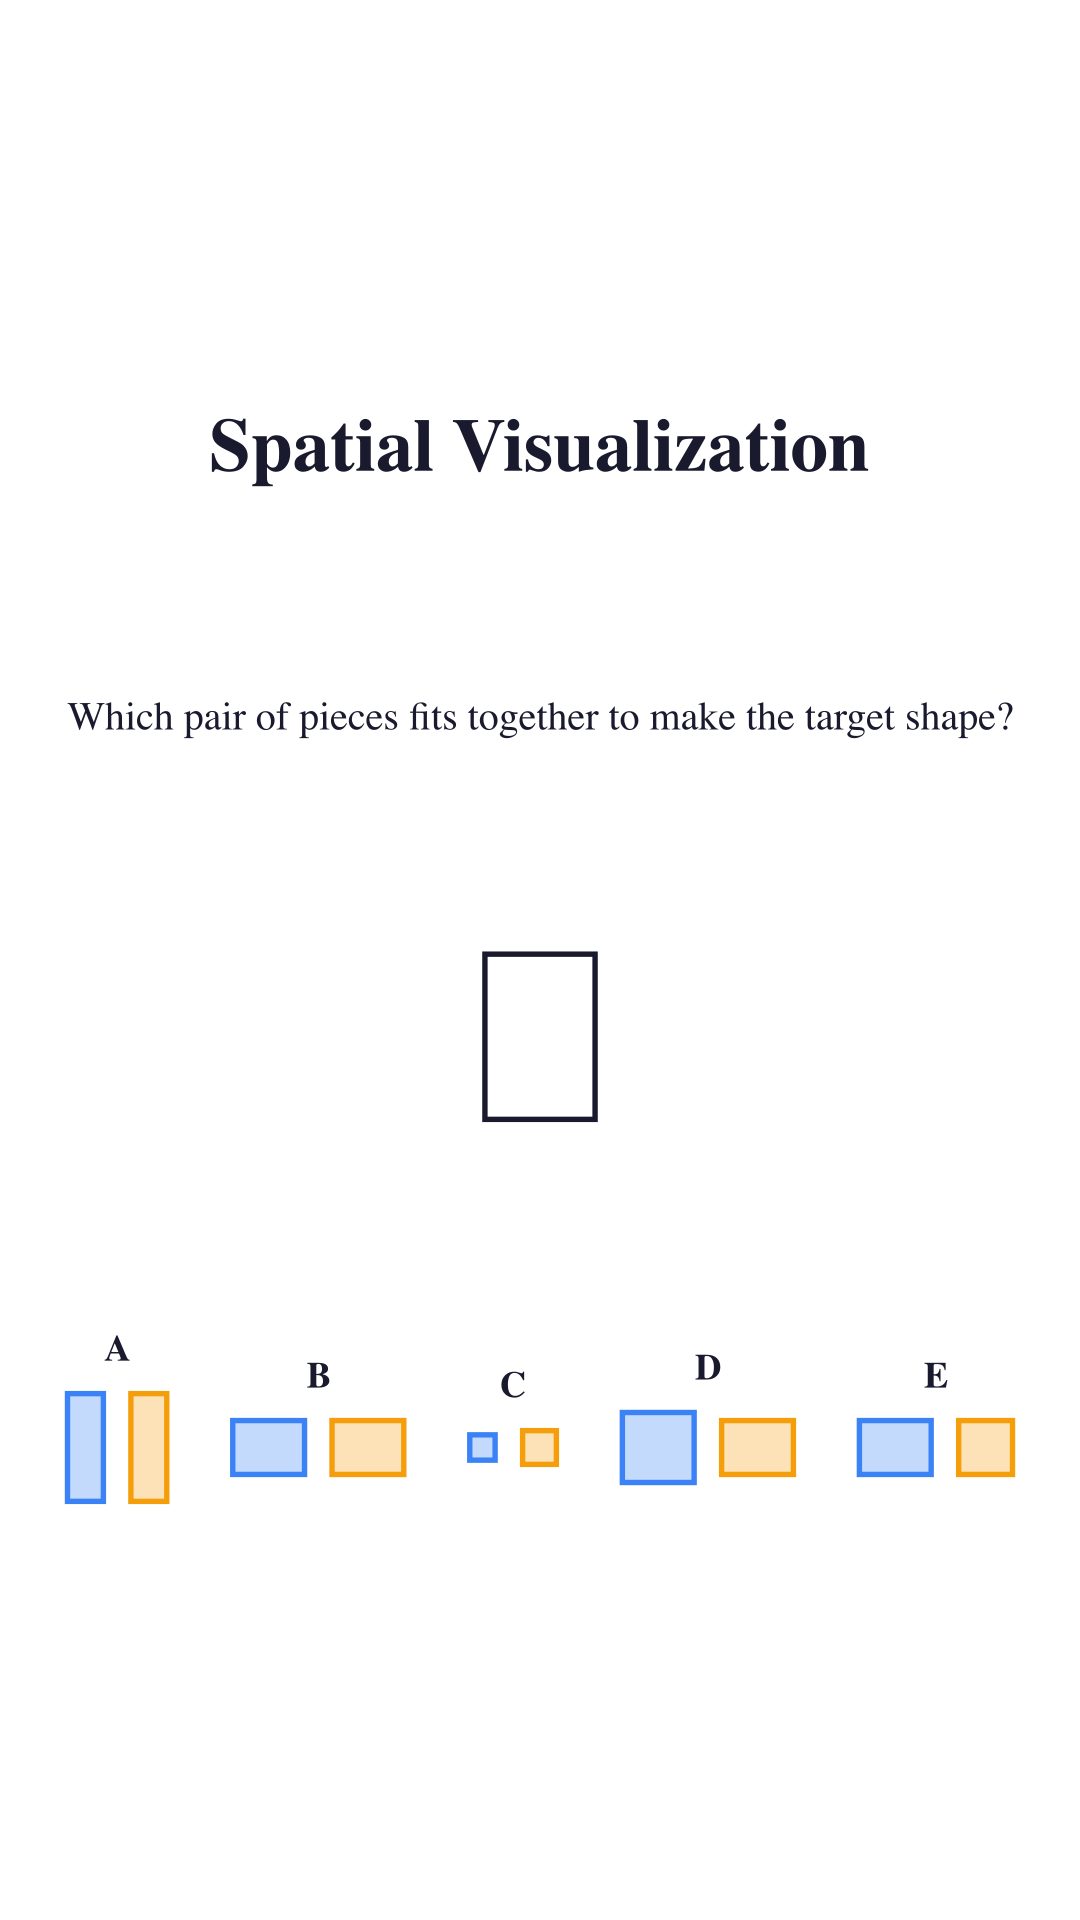 Spatial Visualization
Which pair of pieces fits together to make the target shape?
A
B
C
D
E